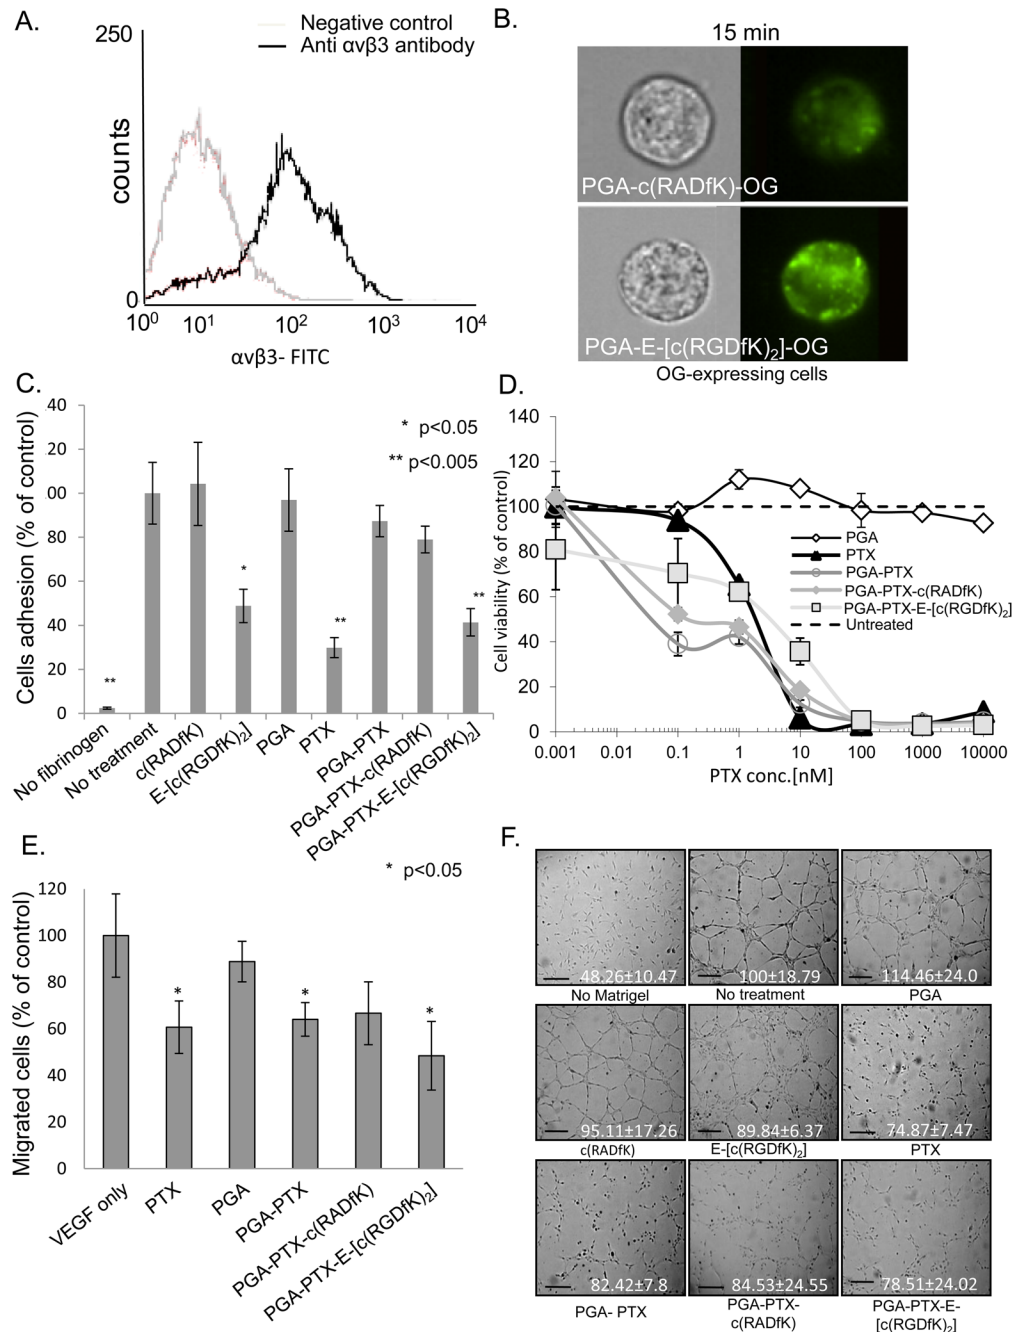 A.
250
Negative control
Anti αvβ3 antibody
counts
0
10⁰ 10¹ 10² 10³ 10⁴
αvβ3- FITC
B.
15 min
PGA-c(RADfK)-OG
PGA-E-[c(RGDfK)₂]-OG
OG-expressing cells
C.
Cells adhesion (% of control)
40
20
00
80
60
40
20
0
* p<0.05
** p<0.005
**
*
**
**
No fibrinogen
No treatment
c(RADfK)
E-[c(RGDfK)₂]
PGA
PTX
PGA-PTX
PGA-PTX-c(RADfK)
PGA-PTX-E-[c(RGDfK)₂]
D.
Cell viability (% of control)
140
120
100
80
60
40
20
0
PGA
PTX
PGA-PTX
PGA-PTX-c(RADfK)
PGA-PTX-E-[c(RGDfK)₂]
Untreated
0.001 0.01 0.1 1 10 100 1000 10000
PTX conc.[nM]
E.
* p<0.05
Migrated cells (% of control)
120
100
80
60
40
20
0
*
*
*
VEGF only
PTX
PGA
PGA-PTX
PGA-PTX-c(RADfK)
PGA-PTX-E-[c(RGDfK)₂]
F.
48.26±10.47
No Matrigel
100±18.79
No treatment
114.46±24.0
PGA
95.11±17.26
c(RADfK)
89.84±6.37
E-[c(RGDfK)₂]
74.87±7.47
PTX
82.42±7.8
PGA- PTX
84.53±24.55
PGA-PTX-
c(RADfK)
78.51±24.02
PGA-PTX-E-
[c(RGDfK)₂]